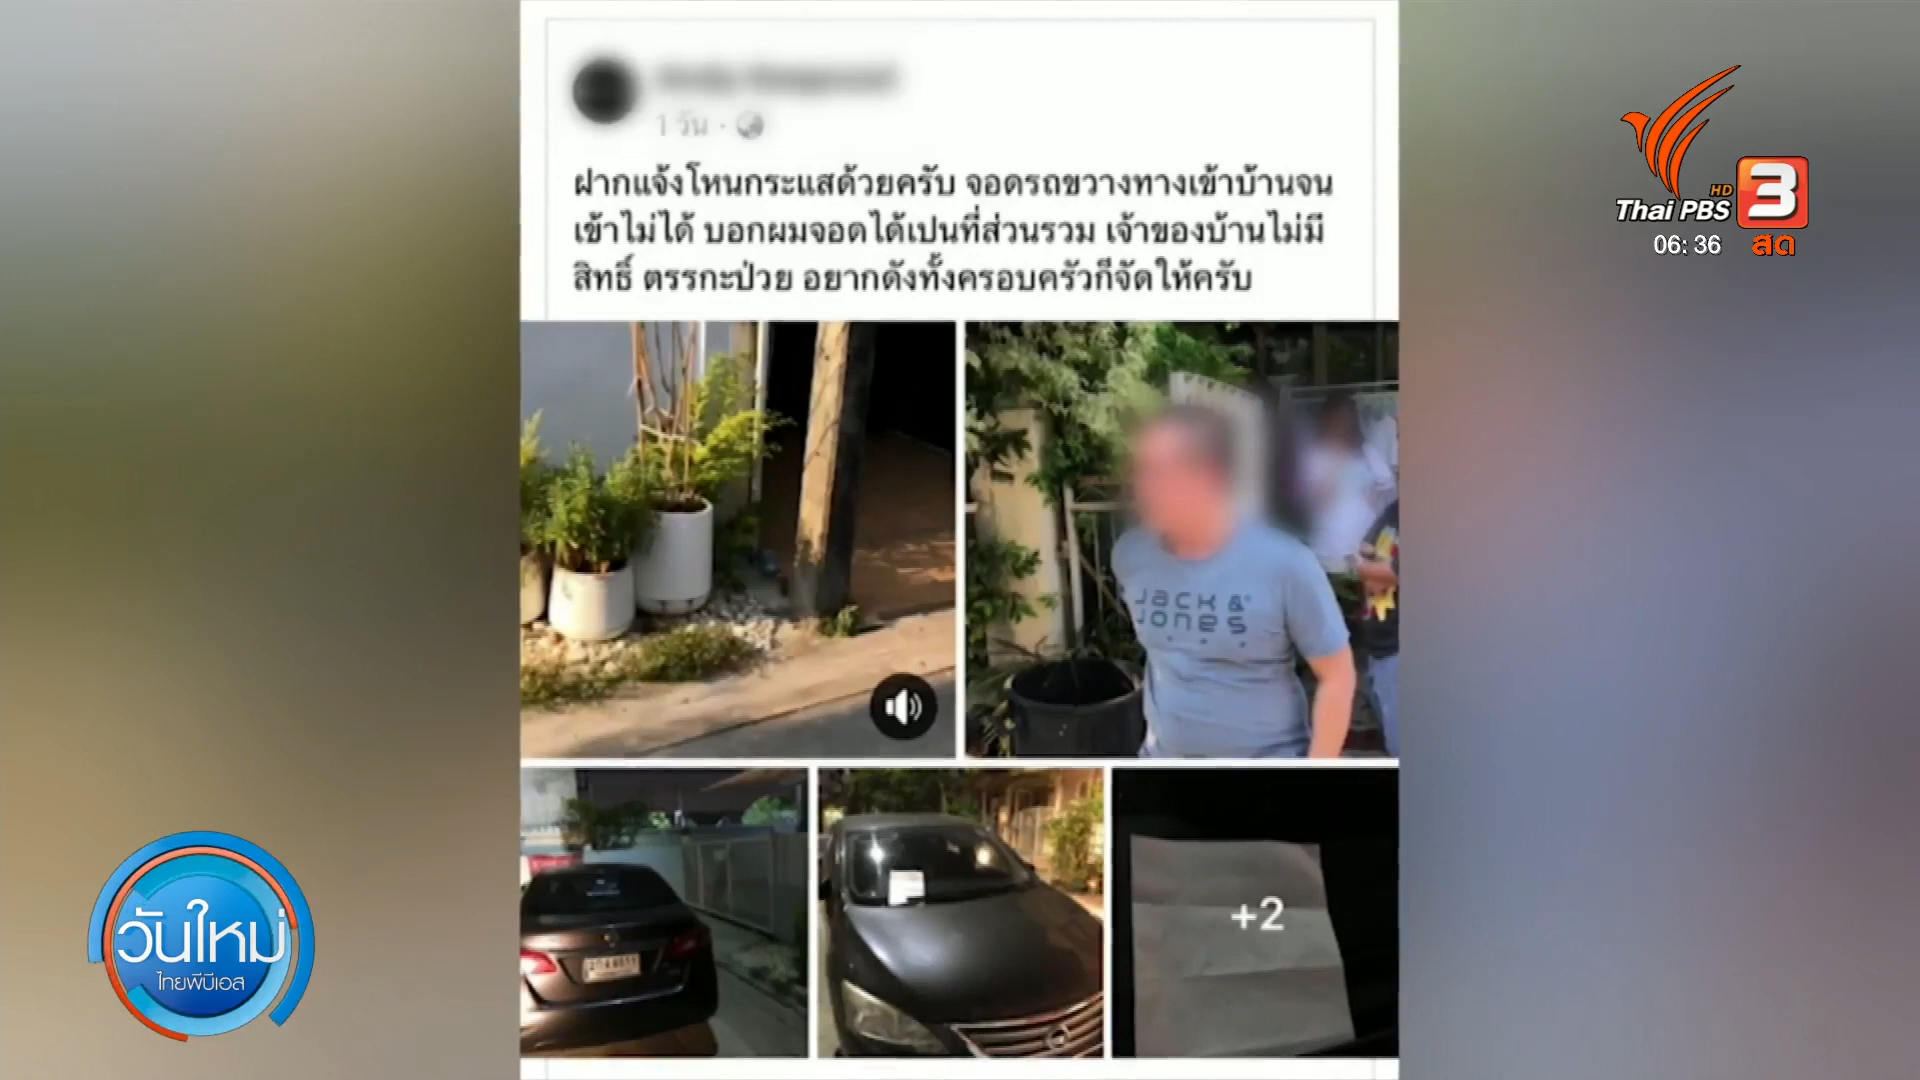 1 วัน
ฝากแจ้งโหนกระแสด้วยครับ จอดรถขวางทางเข้าบ้านจน
เข้าไม่ได้ บอกผมจอดได้เปนที่ส่วนรวม เจ้าของบ้านไม่มี
สิทธิ์ ตรรกะป่วย อยากดังทั้งครอบครัวก็จัดให้ครับ
HD
Thai PBS 3
06: 36 สด
JACK &
JONES
+2
วันใหม่
ไทยพีบีเอส